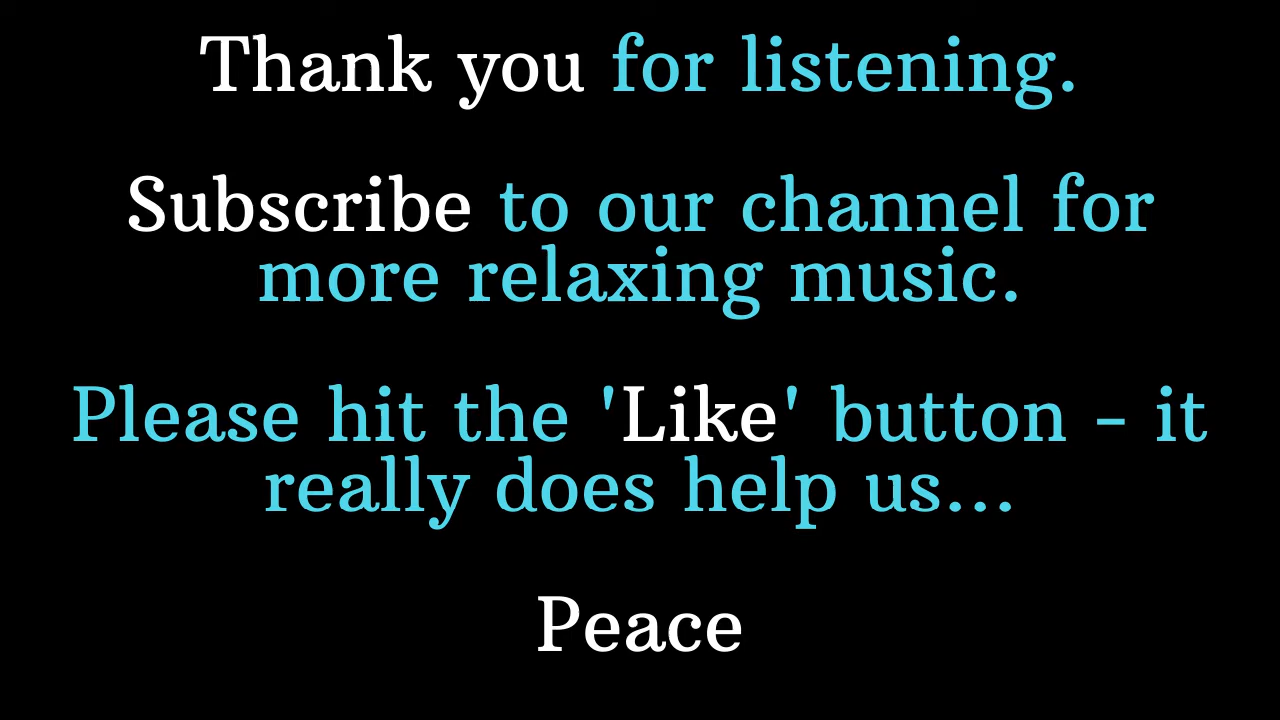 Thank you for listening.
Subscribe to our channel for
more relaxing music.
Please hit the 'Like' button - it
really does help us...
Peace